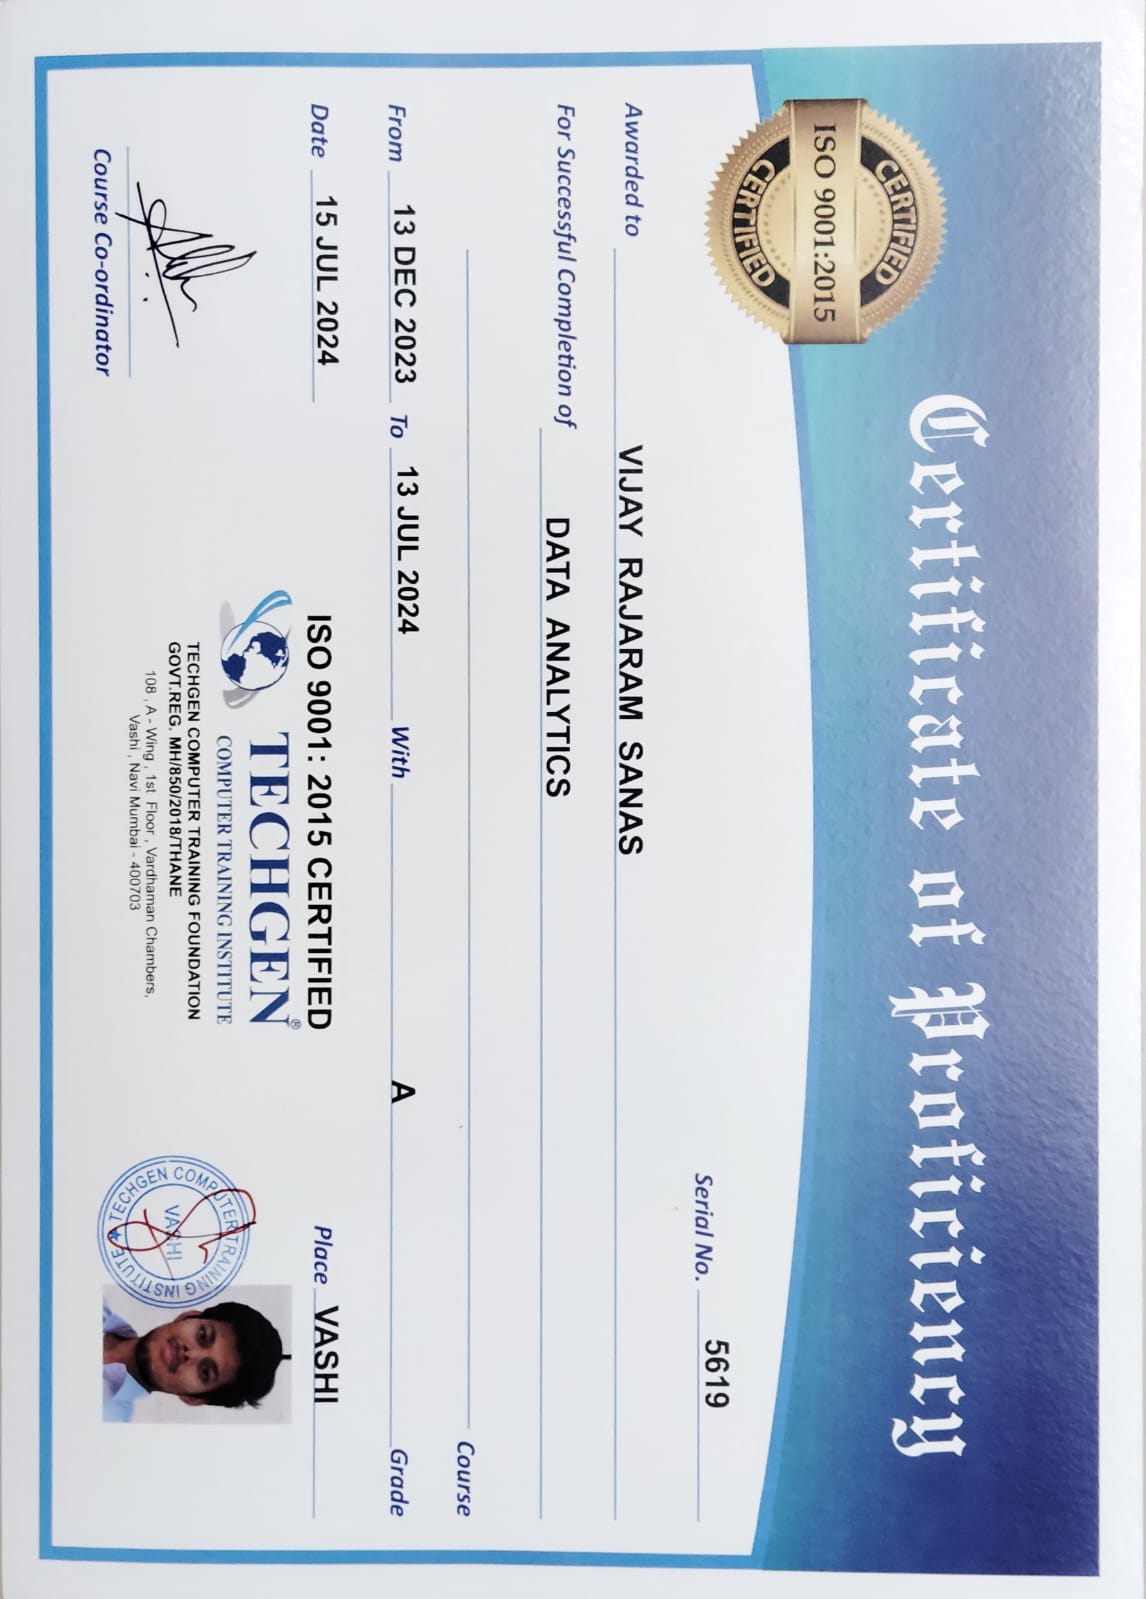 Certificate of Proficiency
CERTIFIED
ISO 9001:2015
CERTIFIED
Serial No. 5619
Awarded to VIJAY RAJARAM SANAS
For Successful Completion of DATA ANALYTICS
Course
From 13 DEC 2023 To 13 JUL 2024 With A Grade
Date 15 JUL 2024
Place VASHI
ISO 9001: 2015 CERTIFIED
TECHGEN®
COMPUTER TRAINING INSTITUTE
TECHGEN COMPUTER TRAINING FOUNDATION
GOVT.REG. MH/850/2018/THANE
108 , A - Wing , 1st Floor , Vardhaman Chambers,
Vashi , Navi Mumbai - 400703
Course Co-ordinator
TECHGEN COMPUTER TRAINING INSTITUTE
VASHI